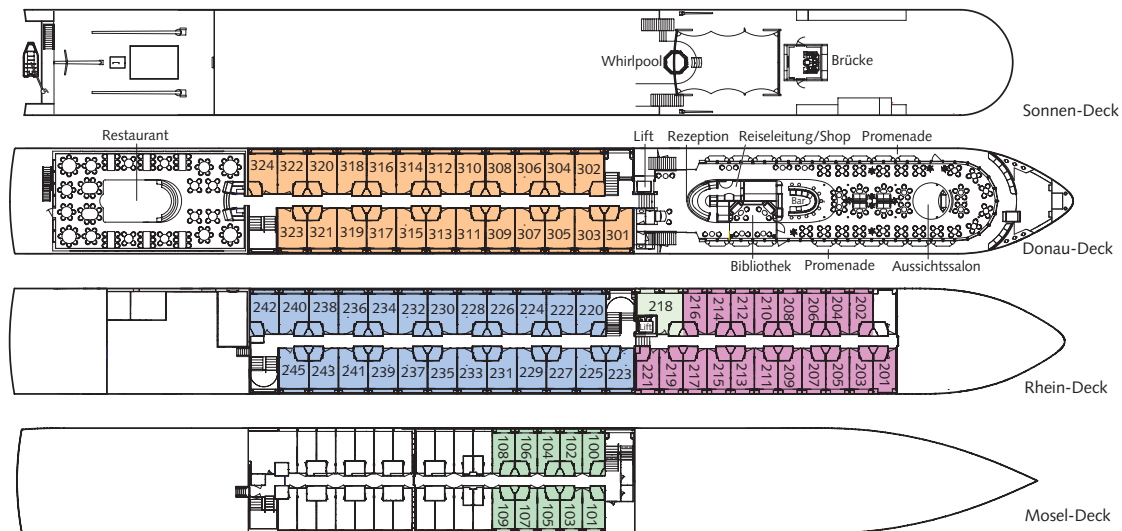 Whirlpool
Brücke
Sonnen-Deck
Restaurant
Lift
Rezeption
Reiseleitung/Shop
Promenade
324 322 320 318 316 314 312 310 308 306 304 302
Bar
323 321 319 317 315 313 311 309 307 305 303 301
Donau-Deck
Bibliothek
Promenade
Aussichtssalon
242 240 238 236 234 232 230 228 226 224 222 220
218
216 214 212 210 208 206 204 202
Lift
245 243 241 239 237 235 233 231 229 227 225 223
221 219 217 215 213 211 209 207 205 203 201
Rhein-Deck
108 106 104 102 100
109 107 105 103 101
Mosel-Deck